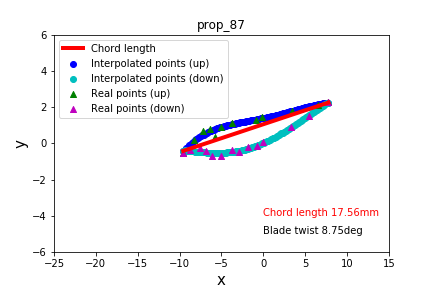 prop_87
Chord length
Interpolated points (up)
Interpolated points (down)
Real points (up)
Real points (down)
6
4
2
0
−2
−4
−6
y
Chord length 17.56mm
Blade twist 8.75deg
−25 −20 −15 −10 −5 0 5 10 15
x